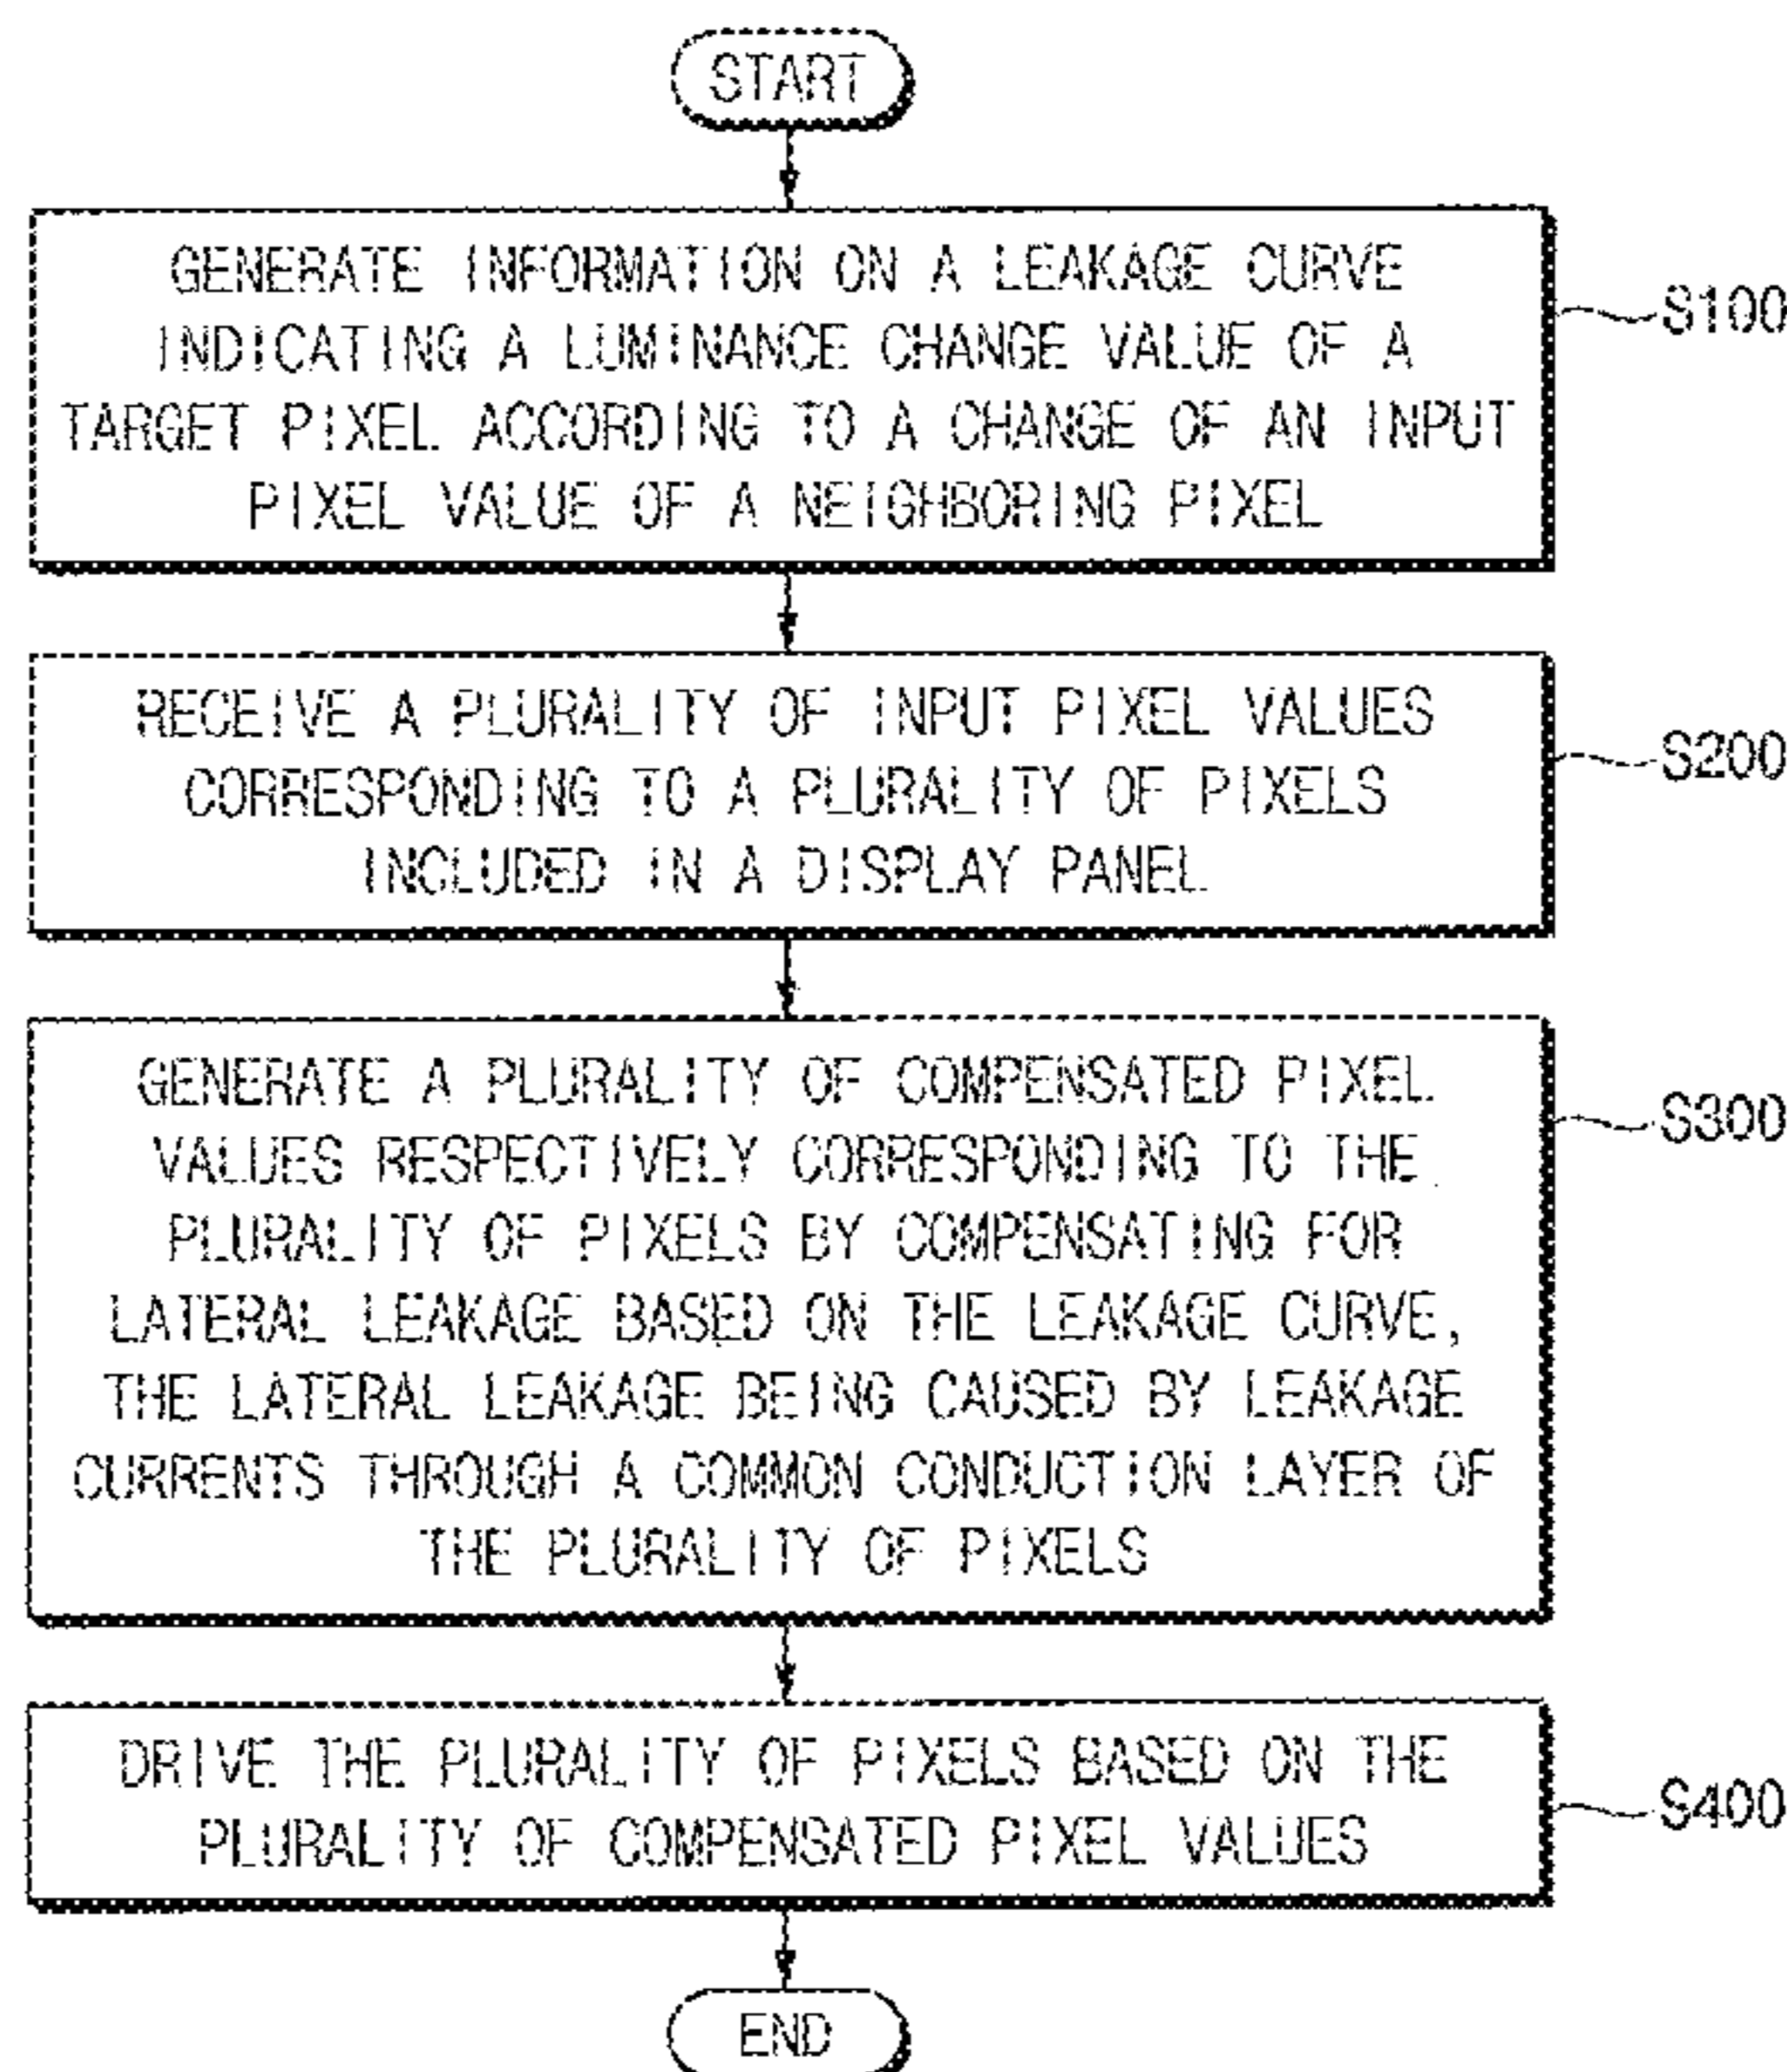 START
GENERATE INFORMATION ON A LEAKAGE CURVE
INDICATING A LUMINANCE CHANGE VALUE OF A
TARGET PIXEL ACCORDING TO A CHANGE OF AN INPUT
PIXEL VALUE OF A NEIGHBORING PIXEL
S100
RECEIVE A PLURALITY OF INPUT PIXEL VALUES
CORRESPONDING TO A PLURALITY OF PIXELS
INCLUDED IN A DISPLAY PANEL
S200
GENERATE A PLURALITY OF COMPENSATED PIXEL
VALUES RESPECTIVELY CORRESPONDING TO THE
PLURALITY OF PIXELS BY COMPENSATING FOR
LATERAL LEAKAGE BASED ON THE LEAKAGE CURVE,
THE LATERAL LEAKAGE BEING CAUSED BY LEAKAGE
CURRENTS THROUGH A COMMON CONDUCTION LAYER OF
THE PLURALITY OF PIXELS
S300
DRIVE THE PLURALITY OF PIXELS BASED ON THE
PLURALITY OF COMPENSATED PIXEL VALUES
S400
END